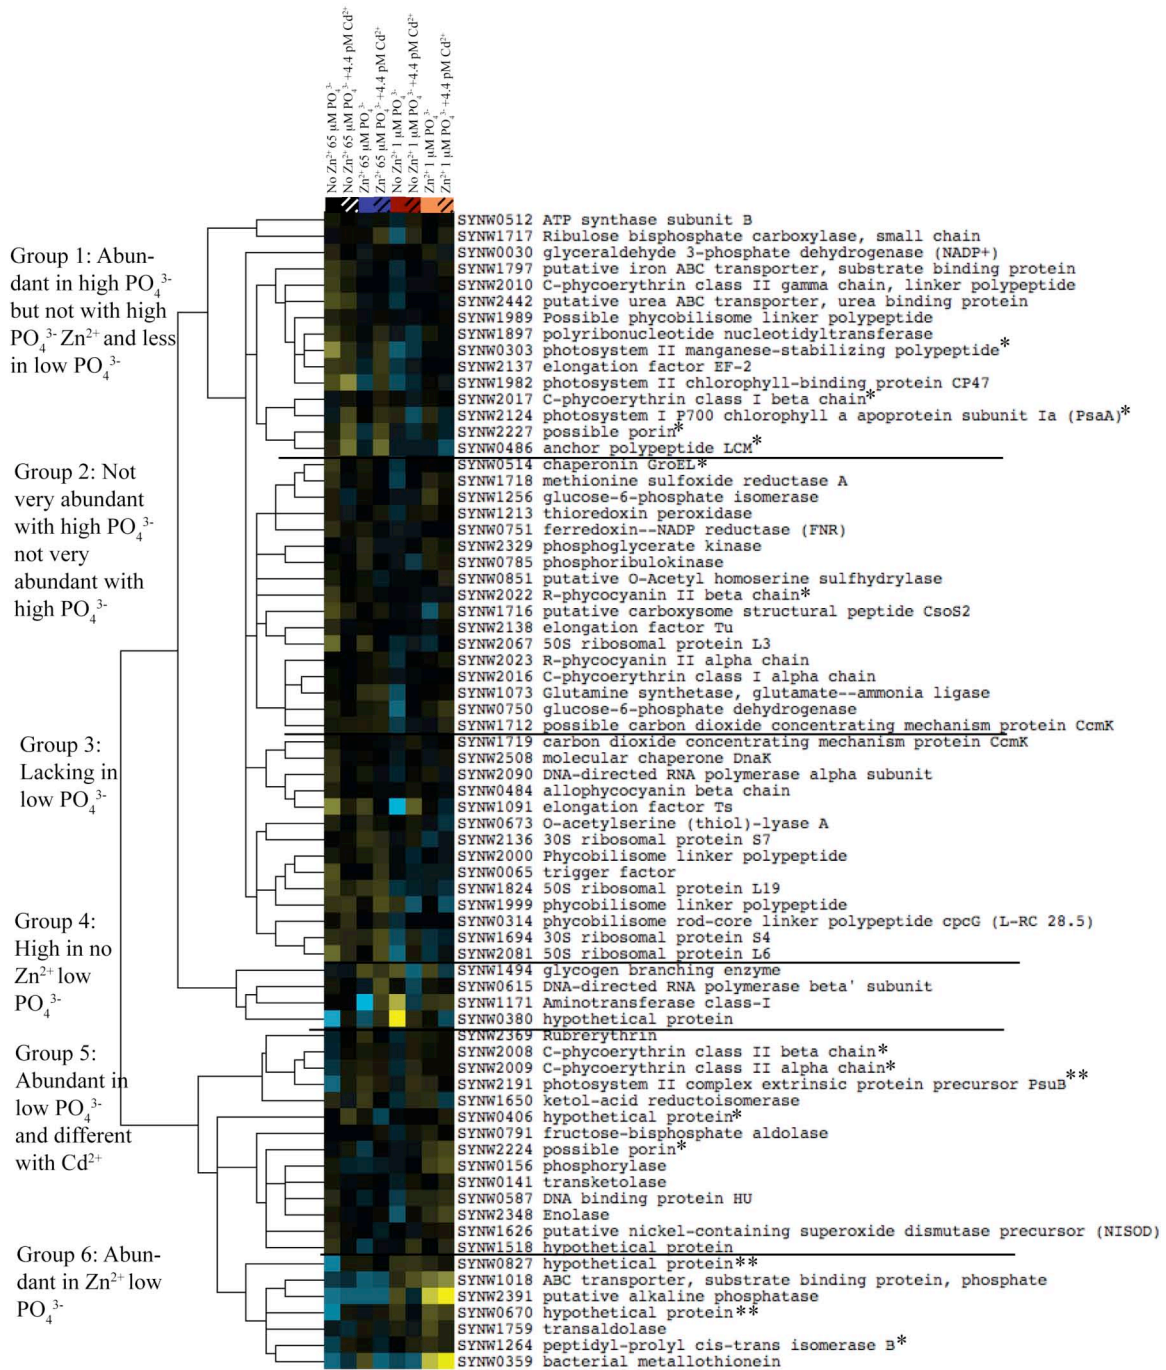 No Zn²⁺ 65 µM PO₄³⁻
No Zn²⁺ 65 µM PO₄³⁻+4.4 pM Cd²⁺
Zn²⁺ 65 µM PO₄³⁻
Zn²⁺ 65 µM PO₄³⁻+4.4 pM Cd²⁺
No Zn²⁺ 1 µM PO₄³⁻
No Zn²⁺ 1 µM PO₄³⁻+4.4 pM Cd²⁺
Zn²⁺ 1 µM PO₄³⁻
Zn²⁺ 1 µM PO₄³⁻+4.4 pM Cd²⁺
Group 1: Abun-
dant in high PO₄³⁻
but not with high
PO₄³⁻ Zn²⁺ and less
in low PO₄³⁻
Group 2: Not
very abundant
with high PO₄³⁻
not very
abundant with
high PO₄³⁻
Group 3:
Lacking in
low PO₄³⁻
Group 4:
High in no
Zn²⁺ low
PO₄³⁻
Group 5:
Abundant in
low PO₄³⁻
and different
with Cd²⁺
Group 6: Abun-
dant in Zn²⁺ low
PO₄³⁻
SYNW0512 ATP synthase subunit B
SYNW1717 Ribulose bisphosphate carboxylase, small chain
SYNW0030 glyceraldehyde 3-phosphate dehydrogenase (NADP+)
SYNW1797 putative iron ABC transporter, substrate binding protein
SYNW2010 C-phycoerythrin class II gamma chain, linker polypeptide
SYNW2442 putative urea ABC transporter, urea binding protein
SYNW1989 Possible phycobilisome linker polypeptide
SYNW1897 polyribonucleotide nucleotidyltransferase
SYNW0303 photosystem II manganese-stabilizing polypeptide*
SYNW2137 elongation factor EF-2
SYNW1982 photosystem II chlorophyll-binding protein CP47
SYNW2017 C-phycoerythrin class I beta chain*
SYNW2124 photosystem I P700 chlorophyll a apoprotein subunit Ia (PsaA)*
SYNW2227 possible porin*
SYNW0486 anchor polypeptide LCM*
SYNW0514 chaperonin GroEL*
SYNW1718 methionine sulfoxide reductase A
SYNW1256 glucose-6-phosphate isomerase
SYNW1213 thioredoxin peroxidase
SYNW0751 ferredoxin--NADP reductase (FNR)
SYNW2329 phosphoglycerate kinase
SYNW0785 phosphoribulokinase
SYNW0851 putative O-Acetyl homoserine sulfhydrylase
SYNW2022 R-phycocyanin II beta chain*
SYNW1716 putative carboxysome structural peptide CsoS2
SYNW2138 elongation factor Tu
SYNW2067 50S ribosomal protein L3
SYNW2023 R-phycocyanin II alpha chain
SYNW2016 C-phycoerythrin class I alpha chain
SYNW1073 Glutamine synthetase, glutamate--ammonia ligase
SYNW0750 glucose-6-phosphate dehydrogenase
SYNW1712 possible carbon dioxide concentrating mechanism protein CcmK
SYNW1719 carbon dioxide concentrating mechanism protein CcmK
SYNW2508 molecular chaperone DnaK
SYNW2090 DNA-directed RNA polymerase alpha subunit
SYNW0484 allophycocyanin beta chain
SYNW1091 elongation factor Ts
SYNW0673 O-acetylserine (thiol)-lyase A
SYNW2136 30S ribosomal protein S7
SYNW2000 Phycobilisome linker polypeptide
SYNW0065 trigger factor
SYNW1824 50S ribosomal protein L19
SYNW1999 phycobilisome linker polypeptide
SYNW0314 phycobilisome rod-core linker polypeptide cpcG (L-RC 28.5)
SYNW1694 30S ribosomal protein S4
SYNW2081 50S ribosomal protein L6
SYNW1494 glycogen branching enzyme
SYNW0615 DNA-directed RNA polymerase beta' subunit
SYNW1171 Aminotransferase class-I
SYNW0380 hypothetical protein
SYNW2369 Rubrerythrin
SYNW2008 C-phycoerythrin class II beta chain*
SYNW2009 C-phycoerythrin class II alpha chain*
SYNW2191 photosystem II complex extrinsic protein precursor PsuB**
SYNW1650 ketol-acid reductoisomerase
SYNW0406 hypothetical protein*
SYNW0791 fructose-bisphosphate aldolase
SYNW2224 possible porin*
SYNW0156 phosphorylase
SYNW0141 transketolase
SYNW0587 DNA binding protein HU
SYNW2348 Enolase
SYNW1626 putative nickel-containing superoxide dismutase precursor (NISOD)
SYNW1518 hypothetical protein
SYNW0827 hypothetical protein**
SYNW1018 ABC transporter, substrate binding protein, phosphate
SYNW2391 putative alkaline phosphatase
SYNW0670 hypothetical protein**
SYNW1759 transaldolase
SYNW1264 peptidyl-prolyl cis-trans isomerase B*
SYNW0359 bacterial metallothionein